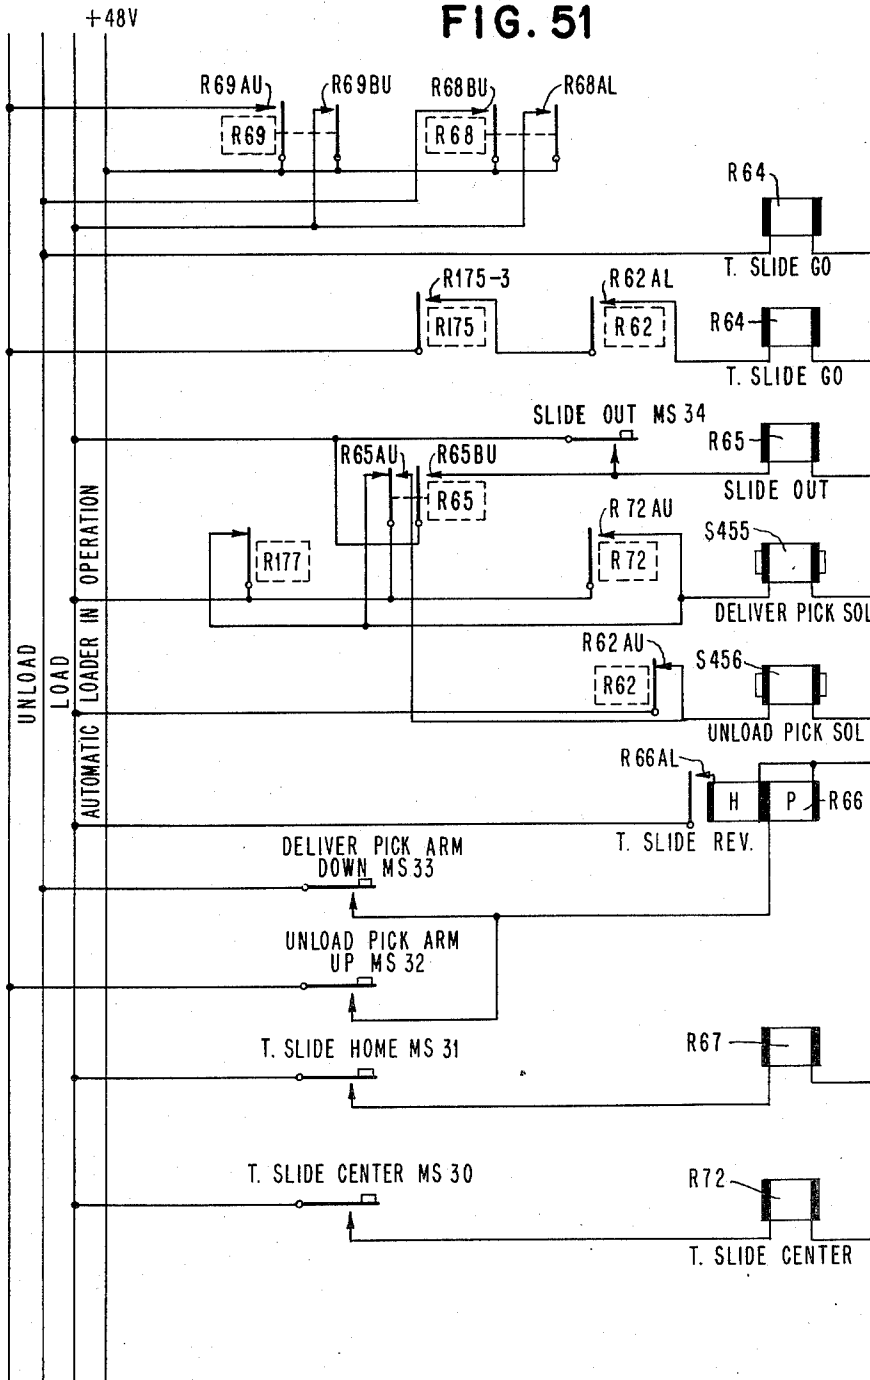 +48V
FIG. 51
R69AU
R69BU
R68BU
R68AL
R69
R68
R64
T. SLIDE GO
R175-3
R62AL
R175
R62
R64
T. SLIDE GO
SLIDE OUT MS 34
R65AU
R65BU
R65
R65
SLIDE OUT
R 72 AU
S455
R177
R 72
DELIVER PICK SOL
R62AU
S456
R62
UNLOAD PICK SOL
UNLOAD
LOAD
AUTOMATIC LOADER IN OPERATION
R66AL
H
P
R66
T. SLIDE REV.
DELIVER PICK ARM
DOWN MS33
UNLOAD PICK ARM
UP MS 32
T. SLIDE HOME MS 31
R67
T. SLIDE CENTER MS 30
R72
T. SLIDE CENTER